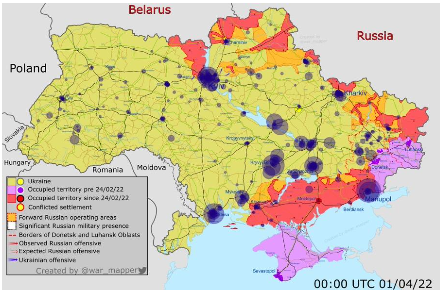 Belarus
Russia
Poland
Kharkiv
Slovakia
Hungary
Romania
Moldova
Mariupol
Berdiansk
Sevastopol
Ukraine
Occupied territory pre 24/02/22
Occupied territory since 24/02/22
Conflicted settlement
Forward Russian operating areas
Significant Russian military presence
Borders of Donetsk and Luhansk Oblasts
Observed Russian offensive
Expected Russian offensive
Ukrainian offensive
Created by @war_mapper
00:00 UTC 01/04/22